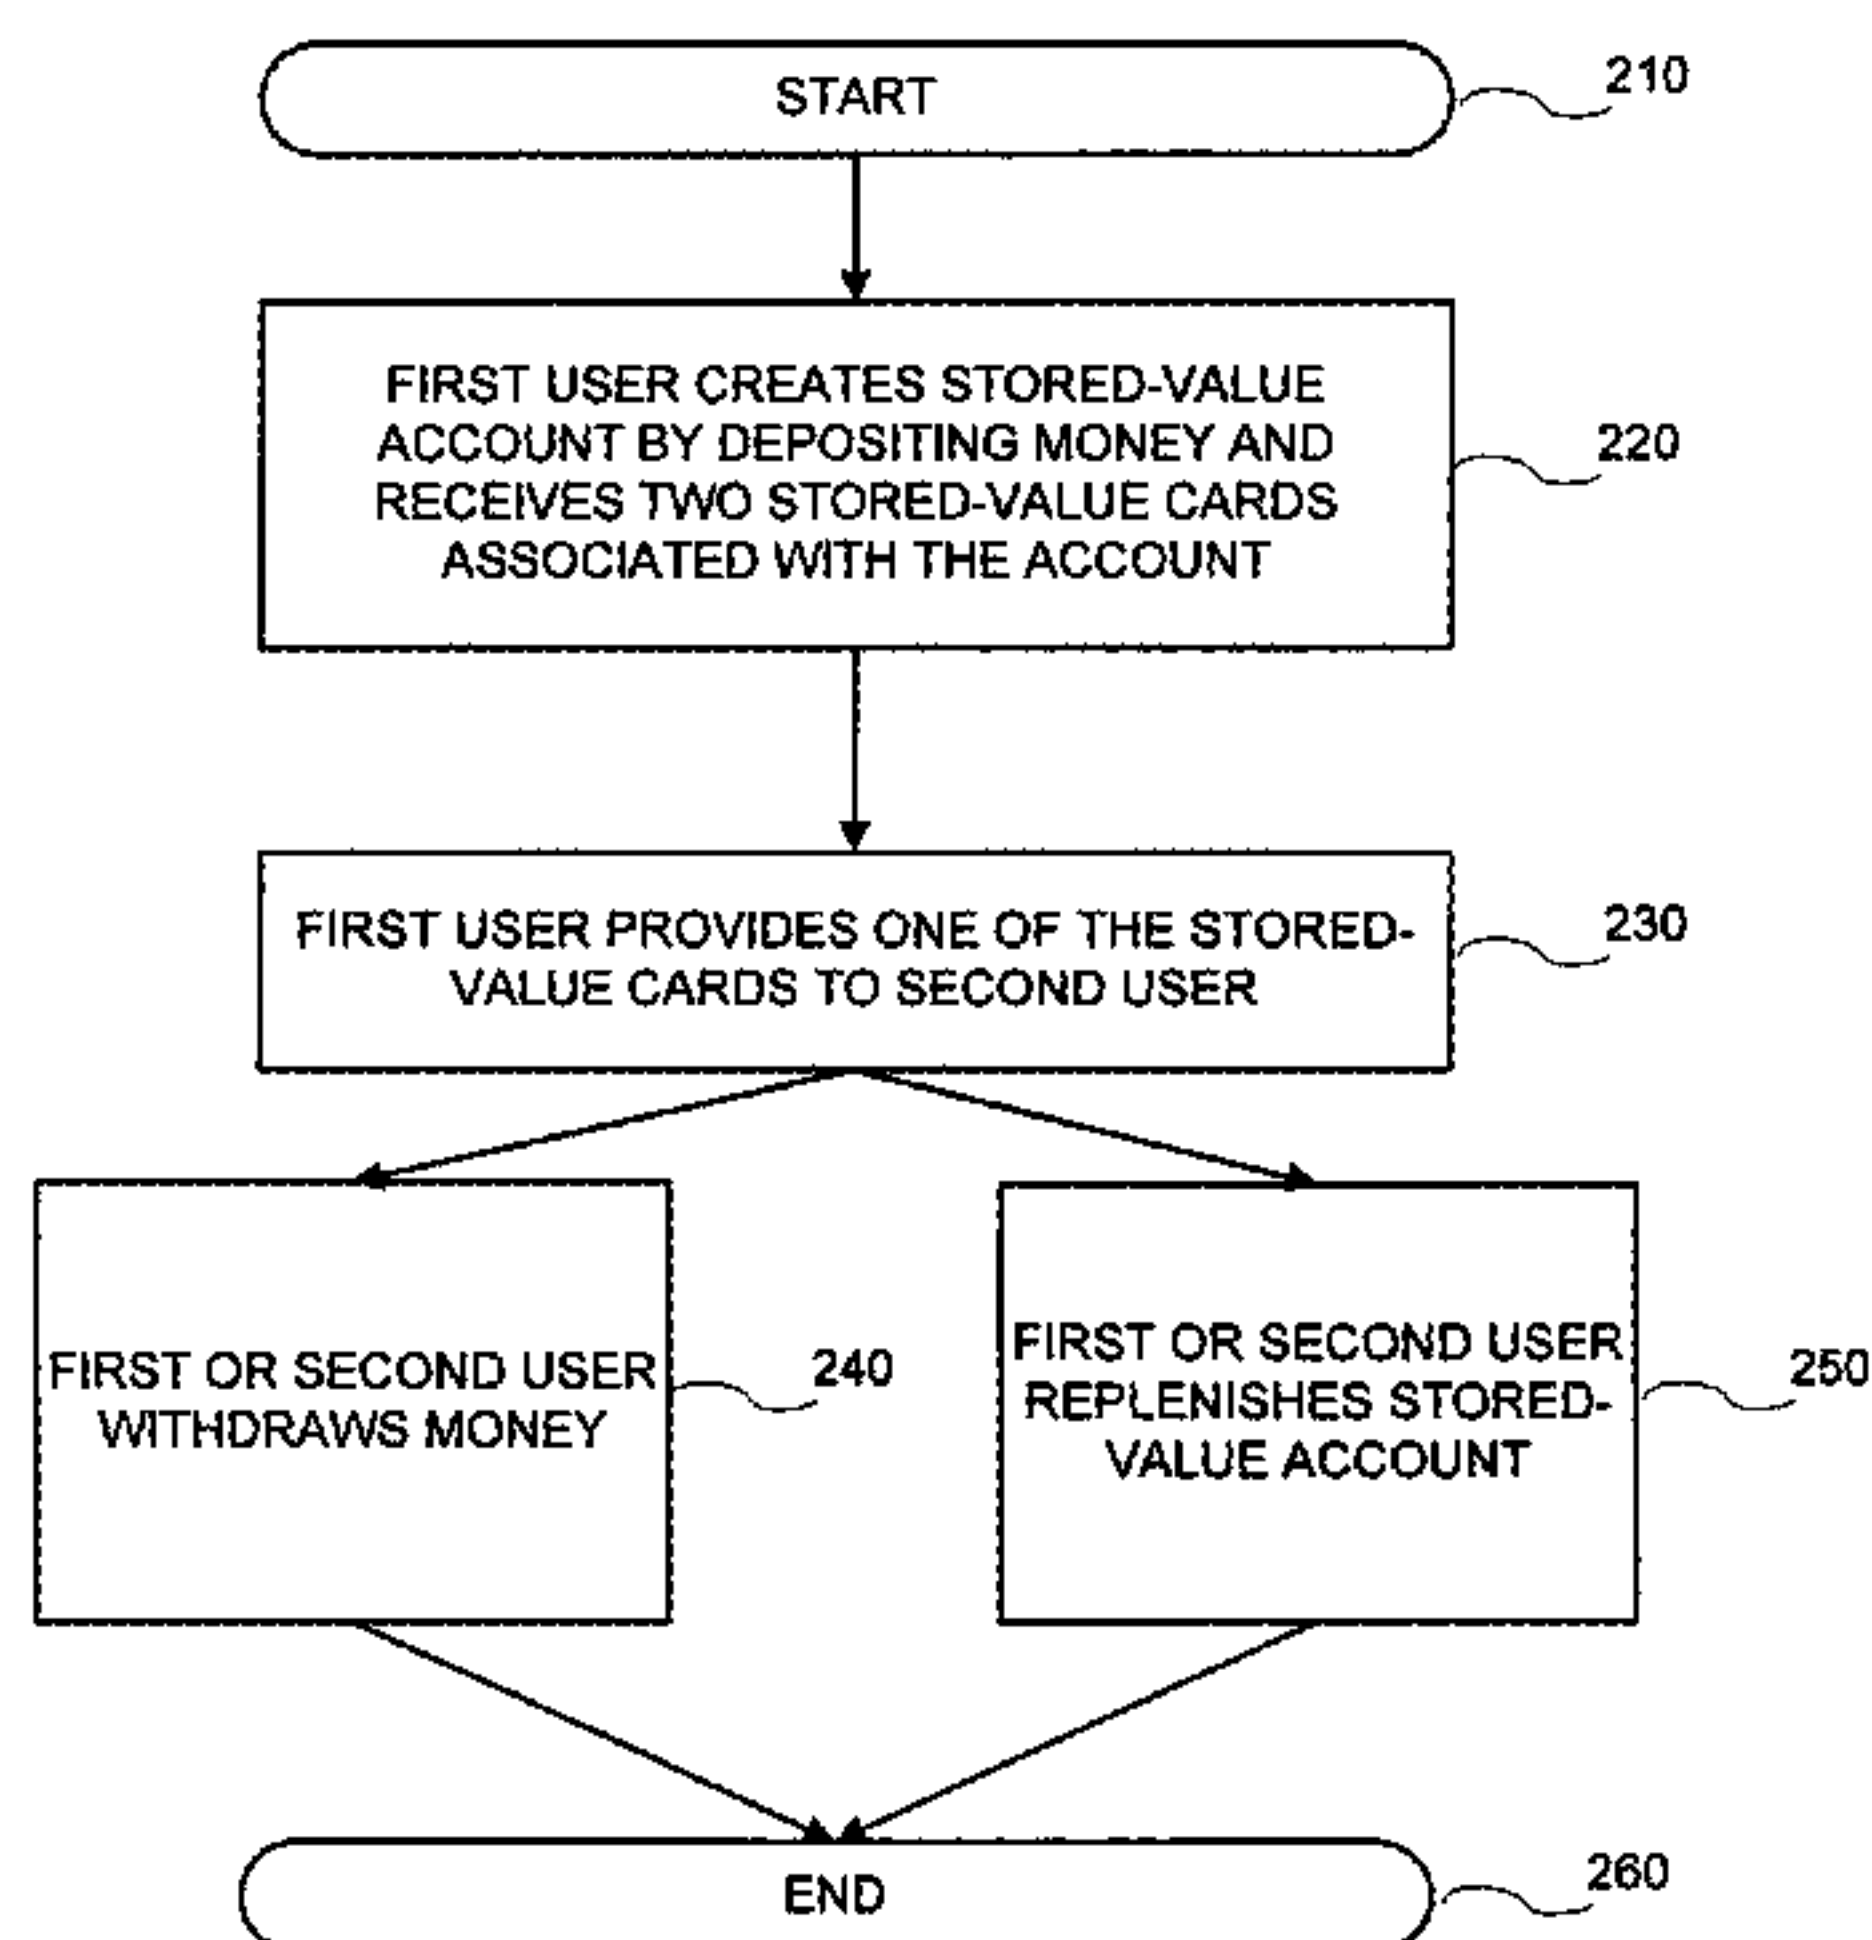 START
210
FIRST USER CREATES STORED-VALUE
ACCOUNT BY DEPOSITING MONEY AND
RECEIVES TWO STORED-VALUE CARDS
ASSOCIATED WITH THE ACCOUNT
220
FIRST USER PROVIDES ONE OF THE STORED-
VALUE CARDS TO SECOND USER
230
FIRST OR SECOND USER
WITHDRAWS MONEY
240
FIRST OR SECOND USER
REPLENISHES STORED-
VALUE ACCOUNT
250
END
260